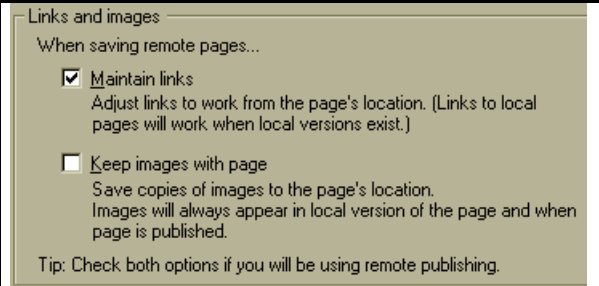 Links and images
When saving remote pages...
Maintain links
Adjust links to work from the page's location. (Links to local
pages will work when local versions exist.)
Keep images with page
Save copies of images to the page's location.
Images will always appear in local version of the page and when
page is published.
Tip: Check both options if you will be using remote publishing.